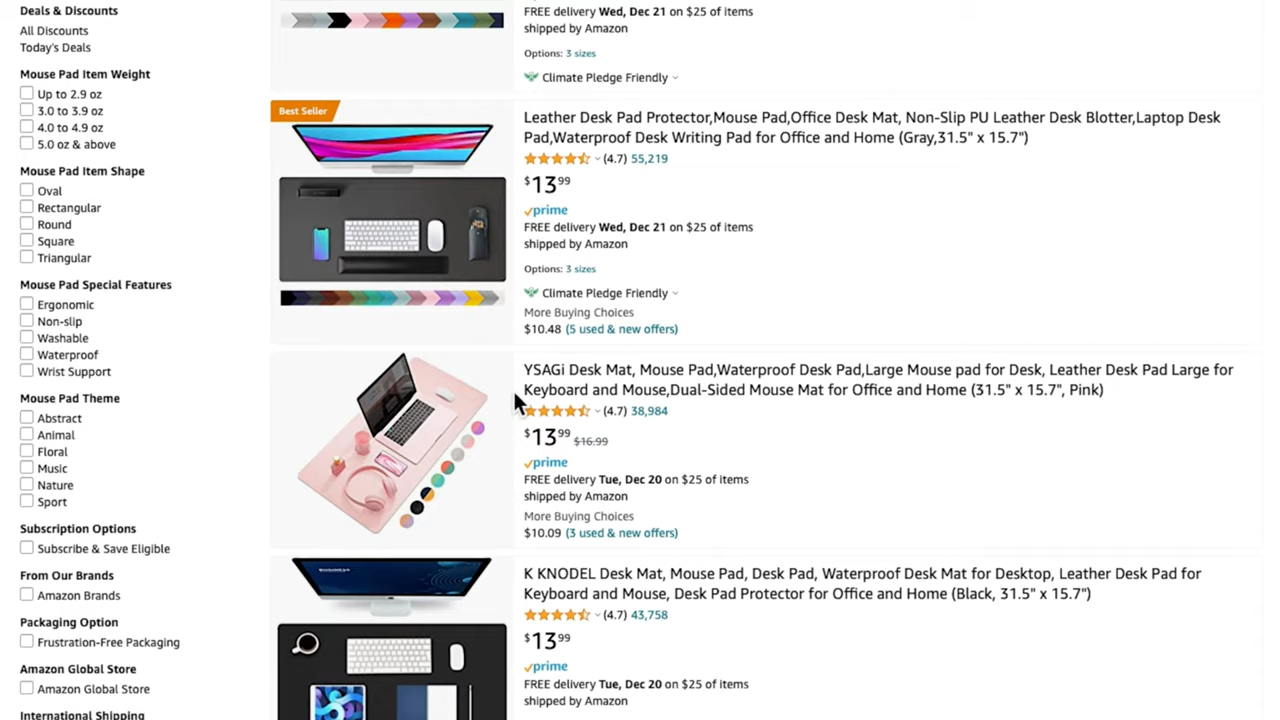 Deals & Discounts
All Discounts
Today's Deals
Mouse Pad Item Weight
Up to 2.9 oz
3.0 to 3.9 oz
4.0 to 4.9 oz
5.0 oz & above
Mouse Pad Item Shape
Oval
Rectangular
Round
Square
Triangular
Mouse Pad Special Features
Ergonomic
Non-slip
Washable
Waterproof
Wrist Support
Mouse Pad Theme
Abstract
Animal
Floral
Music
Nature
Sport
Subscription Options
Subscribe & Save Eligible
From Our Brands
Amazon Brands
Packaging Option
Frustration-Free Packaging
Amazon Global Store
Amazon Global Store
International Shipping
FREE delivery Wed, Dec 21 on $25 of items
shipped by Amazon
Options: 3 sizes
Climate Pledge Friendly
Best Seller
Leather Desk Pad Protector,Mouse Pad,Office Desk Mat, Non-Slip PU Leather Desk Blotter,Laptop Desk
Pad,Waterproof Desk Writing Pad for Office and Home (Gray,31.5" x 15.7")
(4.7) 55,219
$13 99
prime
FREE delivery Wed, Dec 21 on $25 of items
shipped by Amazon
Options: 3 sizes
Climate Pledge Friendly
More Buying Choices
$10.48 (5 used & new offers)
YSAGi Desk Mat, Mouse Pad,Waterproof Desk Pad,Large Mouse pad for Desk, Leather Desk Pad Large for
Keyboard and Mouse,Dual-Sided Mouse Mat for Office and Home (31.5" x 15.7", Pink)
(4.7) 38,984
$13 99 $16.99
prime
FREE delivery Tue, Dec 20 on $25 of items
shipped by Amazon
More Buying Choices
$10.09 (3 used & new offers)
K KNODEL Desk Mat, Mouse Pad, Desk Pad, Waterproof Desk Mat for Desktop, Leather Desk Pad for
Keyboard and Mouse, Desk Pad Protector for Office and Home (Black, 31.5" x 15.7")
(4.7) 43,758
$13 99
prime
FREE delivery Tue, Dec 20 on $25 of items
shipped by Amazon